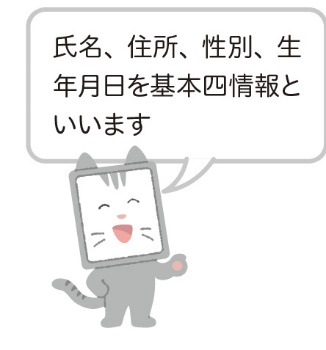 氏名、住所、性別、生
年月日を基本四情報と
いいます